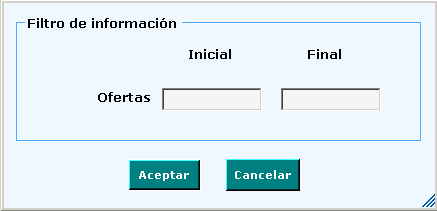 Filtro de información
Inicial Final
Ofertas
Aceptar Cancelar